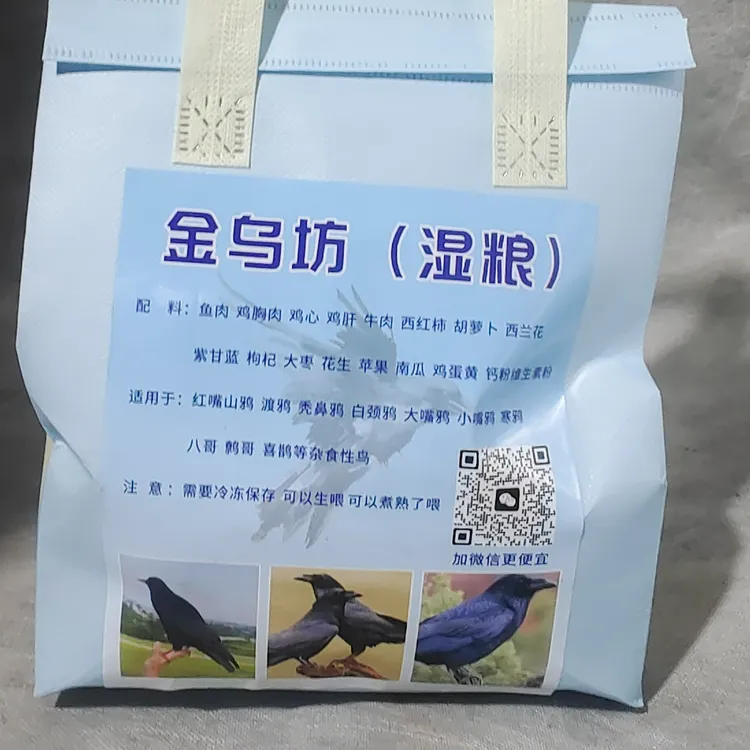 金乌坊（湿粮）
配 料：鱼肉 鸡胸肉 鸡心 鸡肝 牛肉 西红柿 胡萝卜 西兰花
紫甘蓝 枸杞 大枣 花生 苹果 南瓜 鸡蛋黄 钙粉维生素粉
适用于：红嘴山鸦 渡鸦 秃鼻鸦 白颈鸦 大嘴鸦 小嘴鸦 寒鸦
八哥 鹩哥 喜鹊等杂食性鸟
注 意：需要冷冻保存 可以生喂 可以煮熟了喂
加微信更便宜